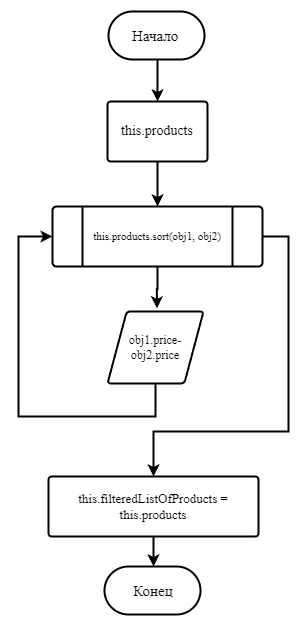 Начало
this.products
this.products.sort(obj1, obj2)
obj1.price-
obj2.price
this.filteredListOfProducts =
this.products
Конец